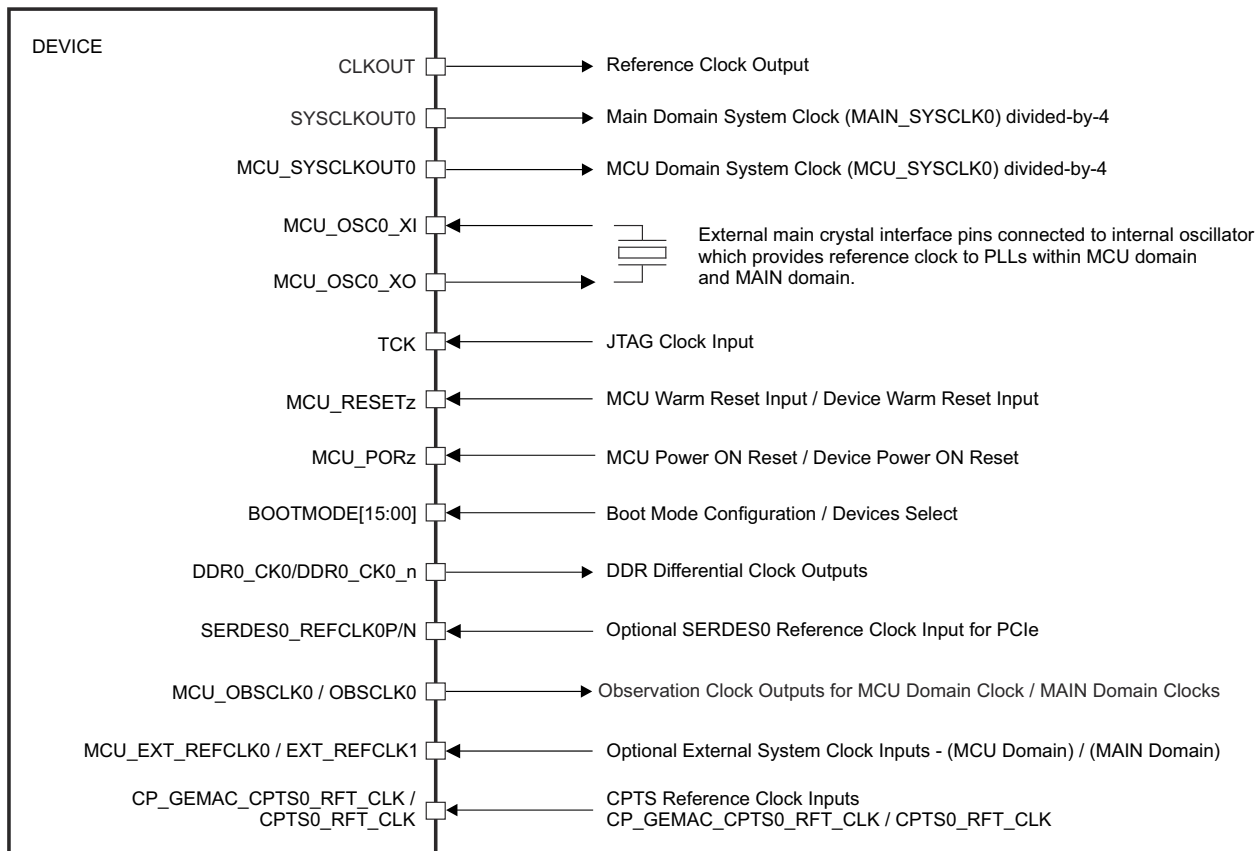 DEVICE
CLKOUT Reference Clock Output
SYSCLKOUT0 Main Domain System Clock (MAIN_SYSCLK0) divided-by-4
MCU_SYSCLKOUT0 MCU Domain System Clock (MCU_SYSCLK0) divided-by-4
MCU_OSC0_XI
External main crystal interface pins connected to internal oscillator
which provides reference clock to PLLs within MCU domain
and MAIN domain.
MCU_OSC0_XO
TCK JTAG Clock Input
MCU_RESETz MCU Warm Reset Input / Device Warm Reset Input
MCU_PORz MCU Power ON Reset / Device Power ON Reset
BOOTMODE[15:00] Boot Mode Configuration / Devices Select
DDR0_CK0/DDR0_CK0_n DDR Differential Clock Outputs
SERDES0_REFCLK0P/N Optional SERDES0 Reference Clock Input for PCIe
MCU_OBSCLK0 / OBSCLK0 Observation Clock Outputs for MCU Domain Clock / MAIN Domain Clocks
MCU_EXT_REFCLK0 / EXT_REFCLK1 Optional External System Clock Inputs - (MCU Domain) / (MAIN Domain)
CP_GEMAC_CPTS0_RFT_CLK /
CPTS0_RFT_CLK
CPTS Reference Clock Inputs
CP_GEMAC_CPTS0_RFT_CLK / CPTS0_RFT_CLK